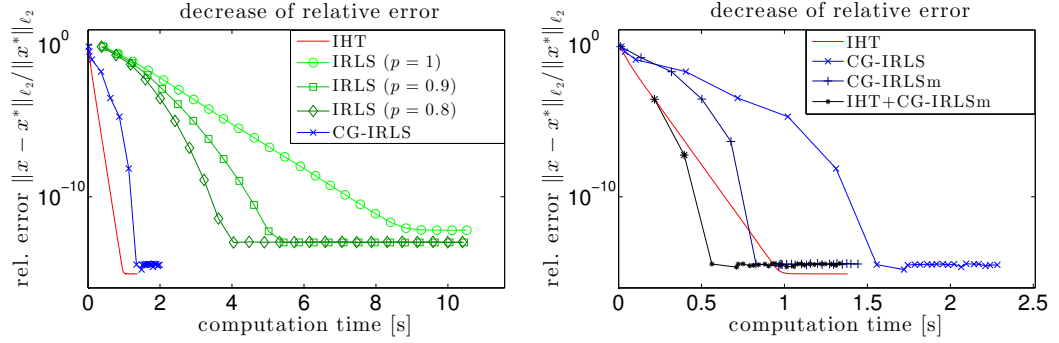 decrease of relative error
rel. error ‖x − x*‖ℓ₂/‖x*‖ℓ₂
10⁰
10⁻¹⁰
IHT
IRLS (p = 1)
IRLS (p = 0.9)
IRLS (p = 0.8)
CG-IRLS
0 2 4 6 8 10
computation time [s]
decrease of relative error
rel. error ‖x − x*‖ℓ₂/‖x*‖ℓ₂
10⁰
10⁻¹⁰
IHT
CG-IRLS
CG-IRLSm
IHT+CG-IRLSm
0 0.5 1 1.5 2 2.5
computation time [s]